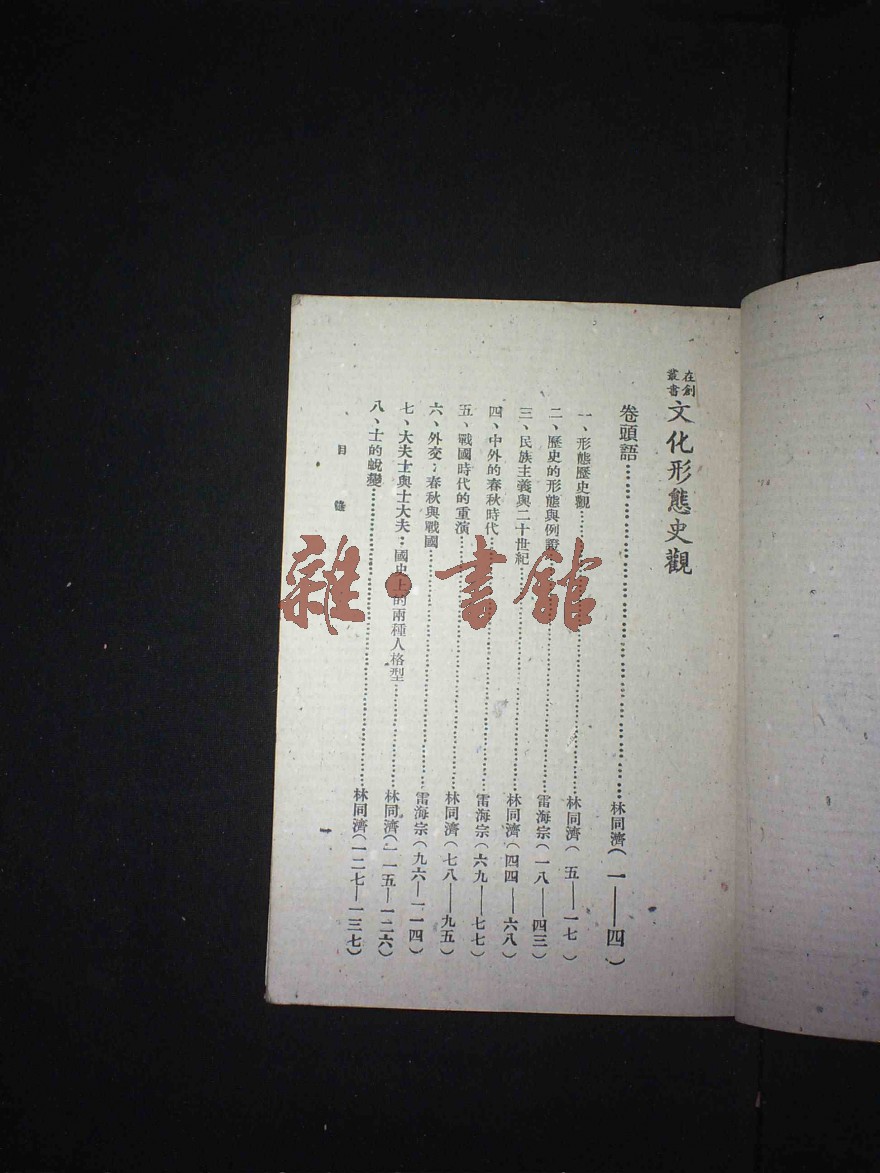 在創
叢書
文化形態史觀
卷頭語……林同濟(一——四)
一、形態歷史觀……林同濟(五—一七)
二、歷史的形態與例證……雷海宗(一八—四三)
三、民族主義與二十世紀……林同濟(四四—六八)
四、中外的春秋時代……雷海宗(六九—七七)
五、戰國時代的重演……林同濟(七八—九五)
六、外交：春秋與戰國……雷海宗(九六—一一四)
七、大夫士與士大夫：國史上的兩種人格型……林同濟(一一五—一二六)
八、士的蛻變……林同濟(一二七—一三七)
目錄
一
雜·書館